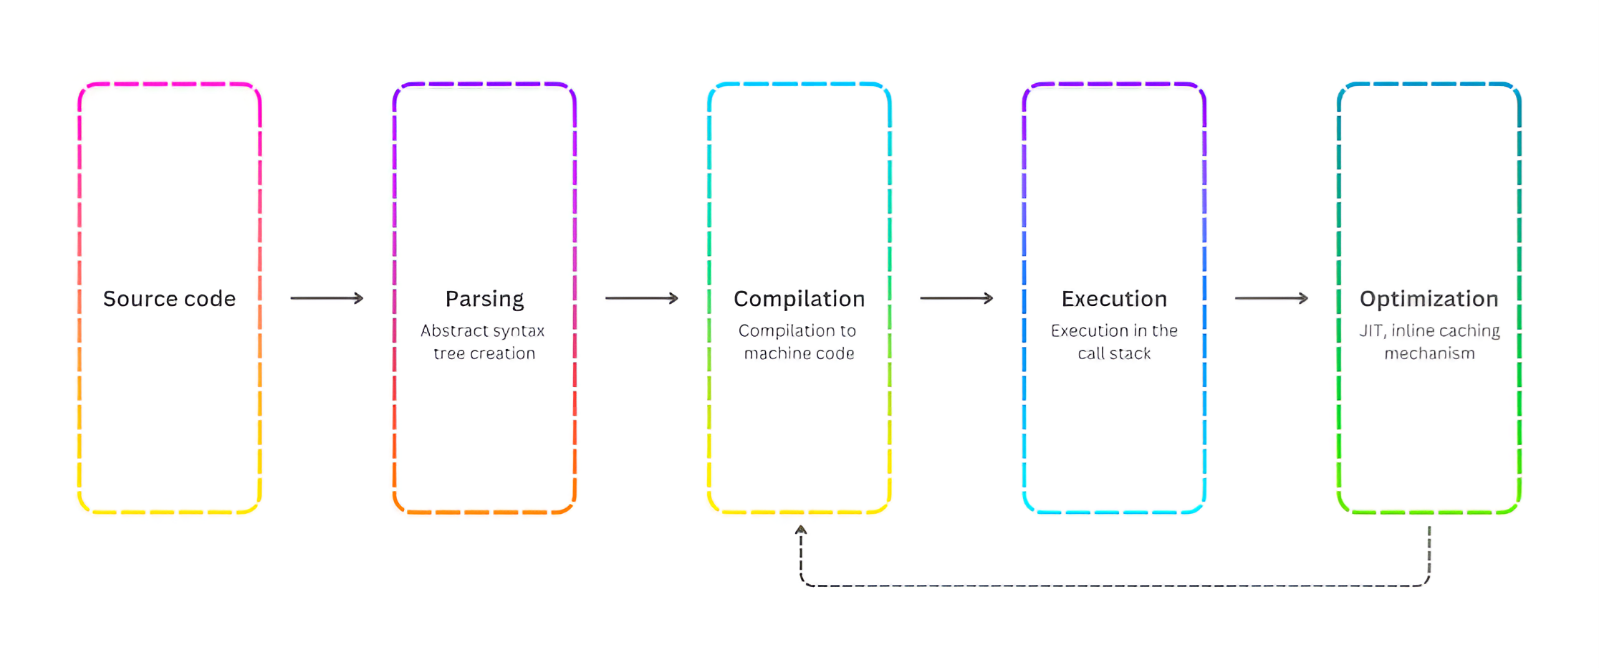 Source code
Parsing
Abstract syntax
tree creation
Compilation
Compilation to
machine code
Execution
Execution in the
call stack
Optimization
JIT, inline caching
mechanism